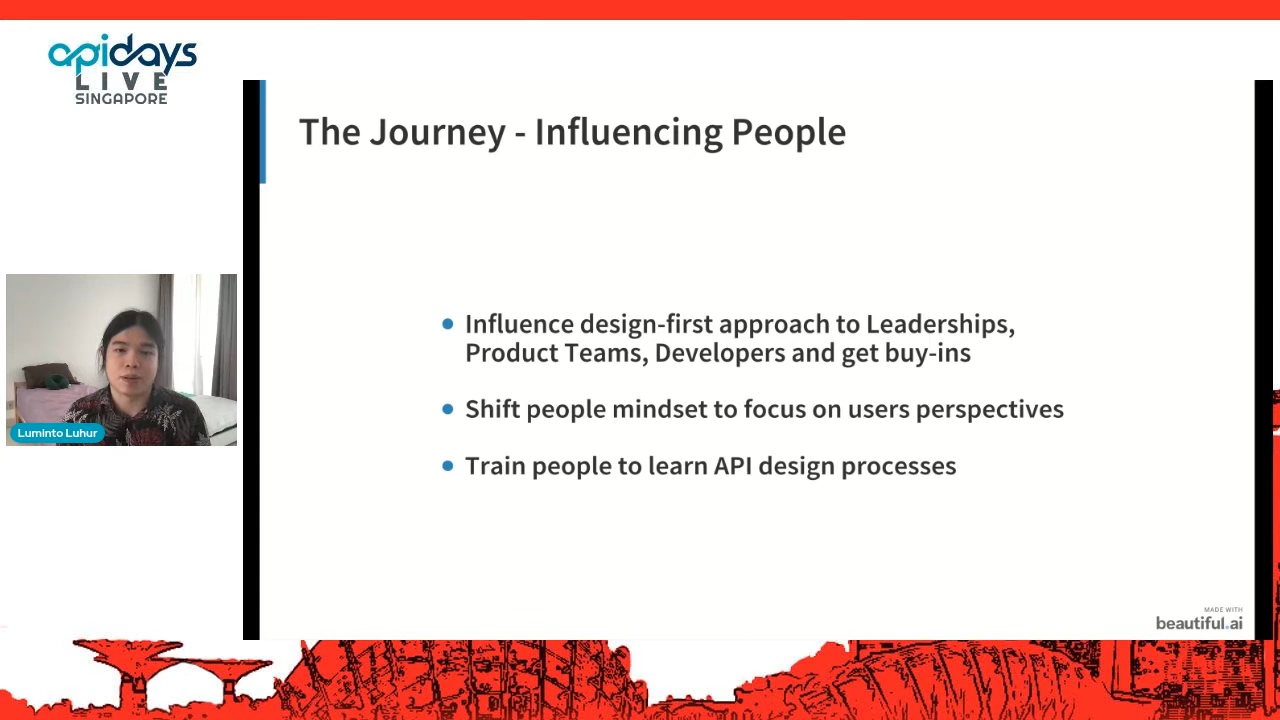 apidays
LIVE
SINGAPORE
The Journey - Influencing People
Influence design-first approach to Leaderships,
Product Teams, Developers and get buy-ins
Shift people mindset to focus on users perspectives
Train people to learn API design processes
Luminto Luhur
MADE WITH
beautiful.ai